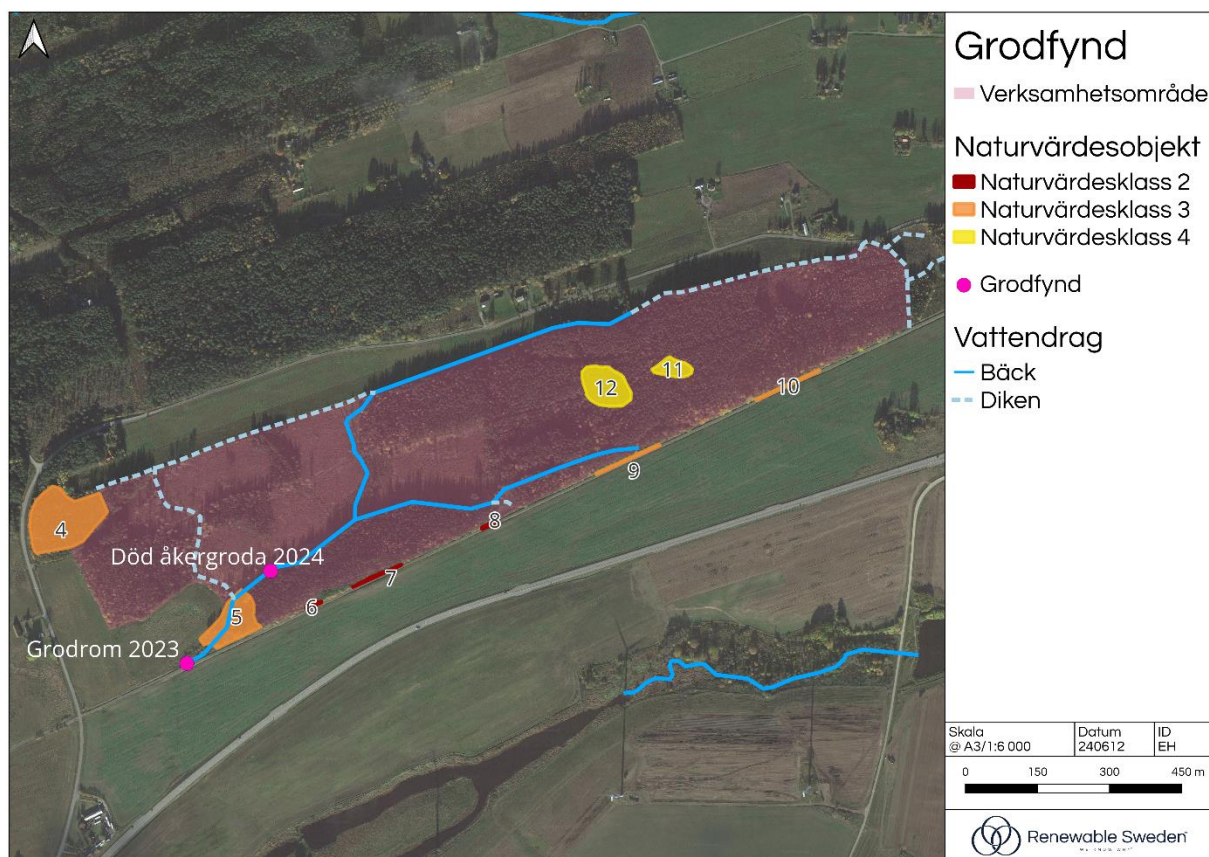 Grodfynd
Verksamhetsområde
Naturvärdesobjekt
Naturvärdesklass 2
Naturvärdesklass 3
Naturvärdesklass 4
Grodfynd
Vattendrag
Bäck
Diken
12
11
10
9
4
8
Död åkergroda 2024
7
6
5
Grodrom 2023
Skala
@ A3/1:6 000
Datum
240612
ID
EH
0 150 300 450 m
Renewable Sweden